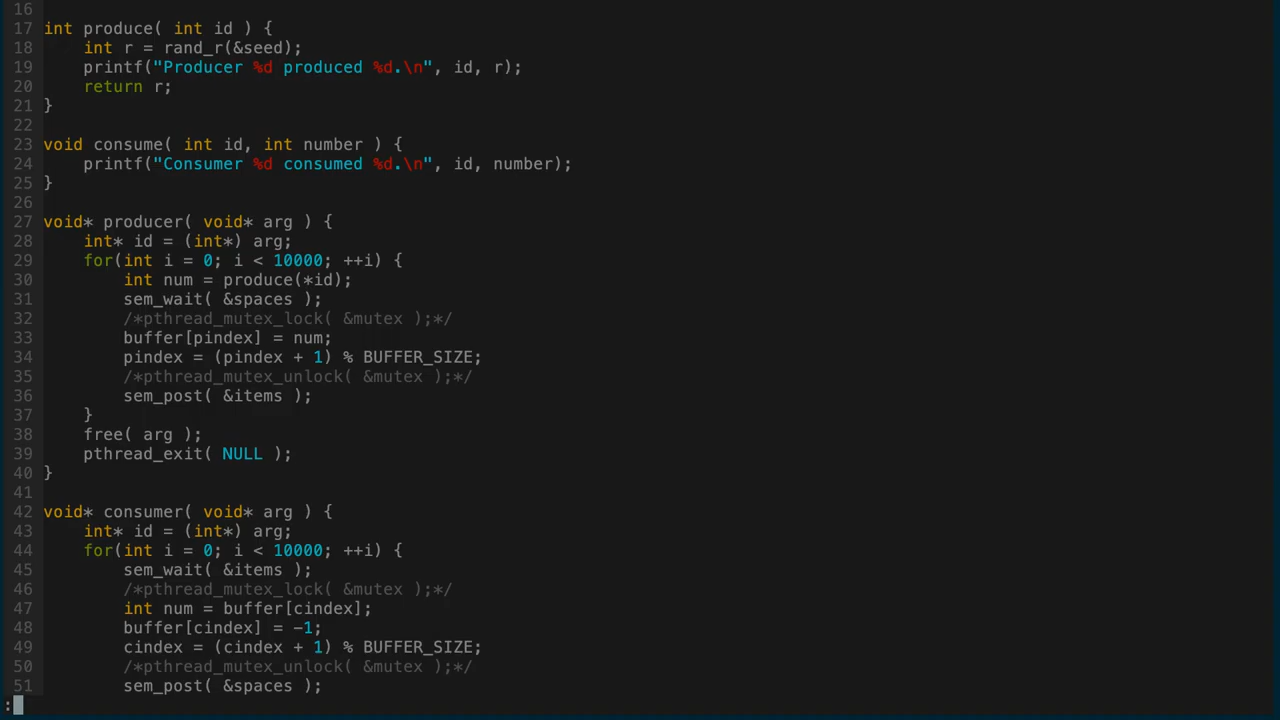 16
17 int produce( int id ) {
18     int r = rand_r(&seed);
19     printf("Producer %d produced %d.\n", id, r);
20     return r;
21 }
22
23 void consume( int id, int number ) {
24     printf("Consumer %d consumed %d.\n", id, number);
25 }
26
27 void* producer( void* arg ) {
28     int* id = (int*) arg;
29     for(int i = 0; i < 10000; ++i) {
30         int num = produce(*id);
31         sem_wait( &spaces );
32         /*pthread_mutex_lock( &mutex );*/
33         buffer[pindex] = num;
34         pindex = (pindex + 1) % BUFFER_SIZE;
35         /*pthread_mutex_unlock( &mutex );*/
36         sem_post( &items );
37     }
38     free( arg );
39     pthread_exit( NULL );
40 }
41
42 void* consumer( void* arg ) {
43     int* id = (int*) arg;
44     for(int i = 0; i < 10000; ++i) {
45         sem_wait( &items );
46         /*pthread_mutex_lock( &mutex );*/
47         int num = buffer[cindex];
48         buffer[cindex] = -1;
49         cindex = (cindex + 1) % BUFFER_SIZE;
50         /*pthread_mutex_unlock( &mutex );*/
51         sem_post( &spaces );
: